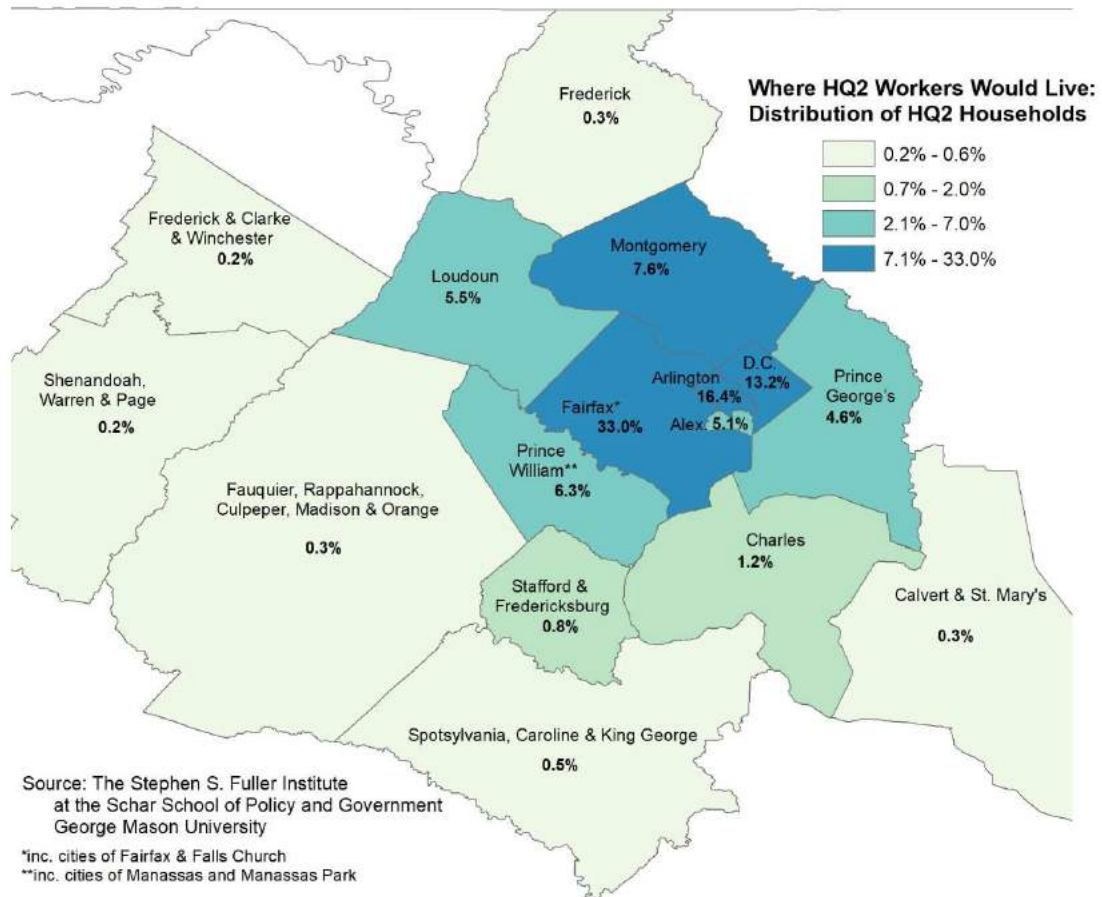 Where HQ2 Workers Would Live:
Distribution of HQ2 Households
0.2% - 0.6%
0.7% - 2.0%
2.1% - 7.0%
7.1% - 33.0%
Frederick
0.3%
Frederick & Clarke
& Winchester
0.2%
Loudoun
5.5%
Montgomery
7.6%
Shenandoah,
Warren & Page
0.2%
D.C.
13.2%
Arlington
16.4%
Fairfax*
33.0%
Alex. 5.1%
Prince
George's
4.6%
Prince
William**
6.3%
Fauquier, Rappahannock,
Culpeper, Madison & Orange
0.3%
Charles
1.2%
Stafford &
Fredericksburg
0.8%
Calvert & St. Mary's
0.3%
Spotsylvania, Caroline & King George
0.5%
Source: The Stephen S. Fuller Institute
at the Schar School of Policy and Government
George Mason University
*inc. cities of Fairfax & Falls Church
**inc. cities of Manassas and Manassas Park